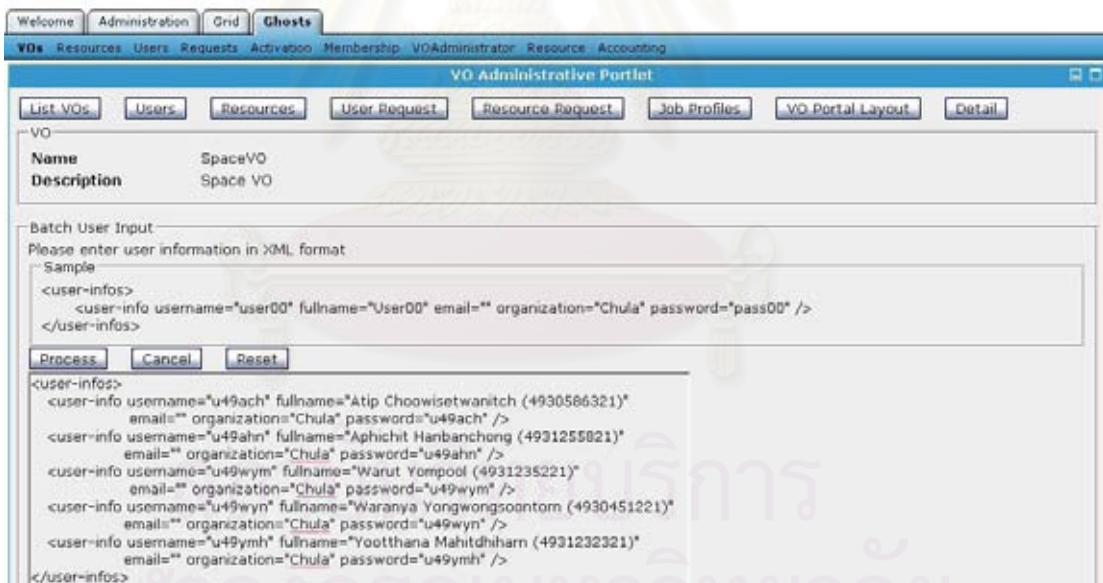 Welcome Administration Grid Ghosts
VOs Resources Users Requests Activation Membership VOAdministrator Resource Accounting
VO Administrative Portlet
List VOs Users Resources User Request Resource Request Job Profiles VO Portal Layout Detail
VO
Name SpaceVO
Description Space VO
Batch User Input
Please enter user information in XML format
Sample
<user-infos>
<user-info username="user00" fullname="User00" email="" organization="Chula" password="pass00" />
</user-infos>
Process Cancel Reset
<user-infos>
<user-info username="u49ach" fullname="Atip Choowisetwanitch (4930586321)"
email="" organization="Chula" password="u49ach" />
<user-info username="u49ahn" fullname="Aphichit Hanbanchong (4931255821)"
email="" organization="Chula" password="u49ahn" />
<user-info username="u49wym" fullname="Warut Yompool (4931235221)"
email="" organization="Chula" password="u49wym" />
<user-info username="u49wyn" fullname="Waranya Yongwongsoontorn (4930451221)"
email="" organization="Chula" password="u49wyn" />
<user-info username="u49ymh" fullname="Yootthana Mahitdhiharn (4931232321)"
email="" organization="Chula" password="u49ymh" />
</user-infos>